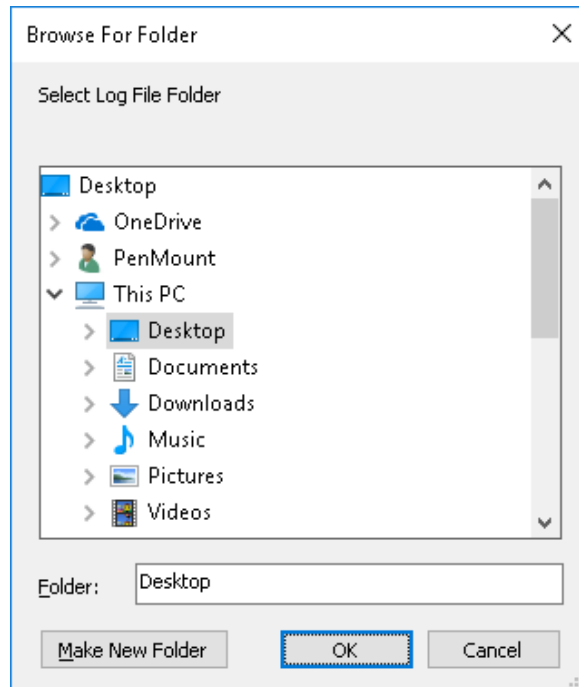 Browse For Folder
Select Log File Folder
Desktop
OneDrive
PenMount
This PC
Desktop
Documents
Downloads
Music
Pictures
Videos
Folder: Desktop
Make New Folder OK Cancel